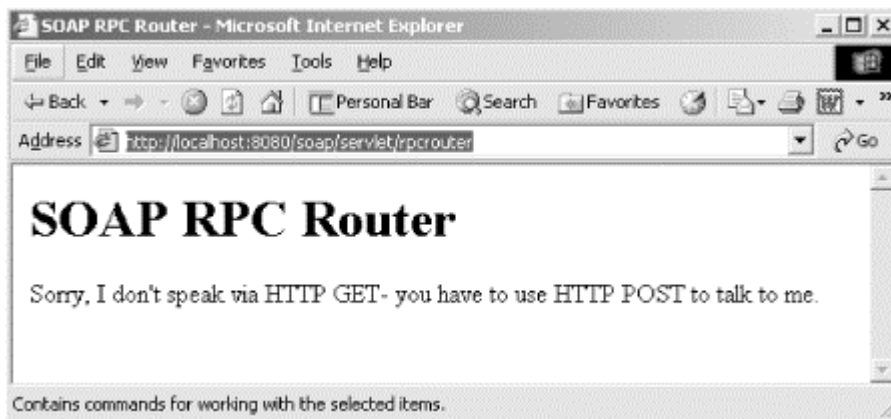 SOAP RPC Router - Microsoft Internet Explorer
File Edit View Favorites Tools Help
Back Personal Bar Search Favorites »
Address http://localhost:8080/soap/servlet/rpcrouter Go
SOAP RPC Router
Sorry, I don't speak via HTTP GET- you have to use HTTP POST to talk to me.
Contains commands for working with the selected items.